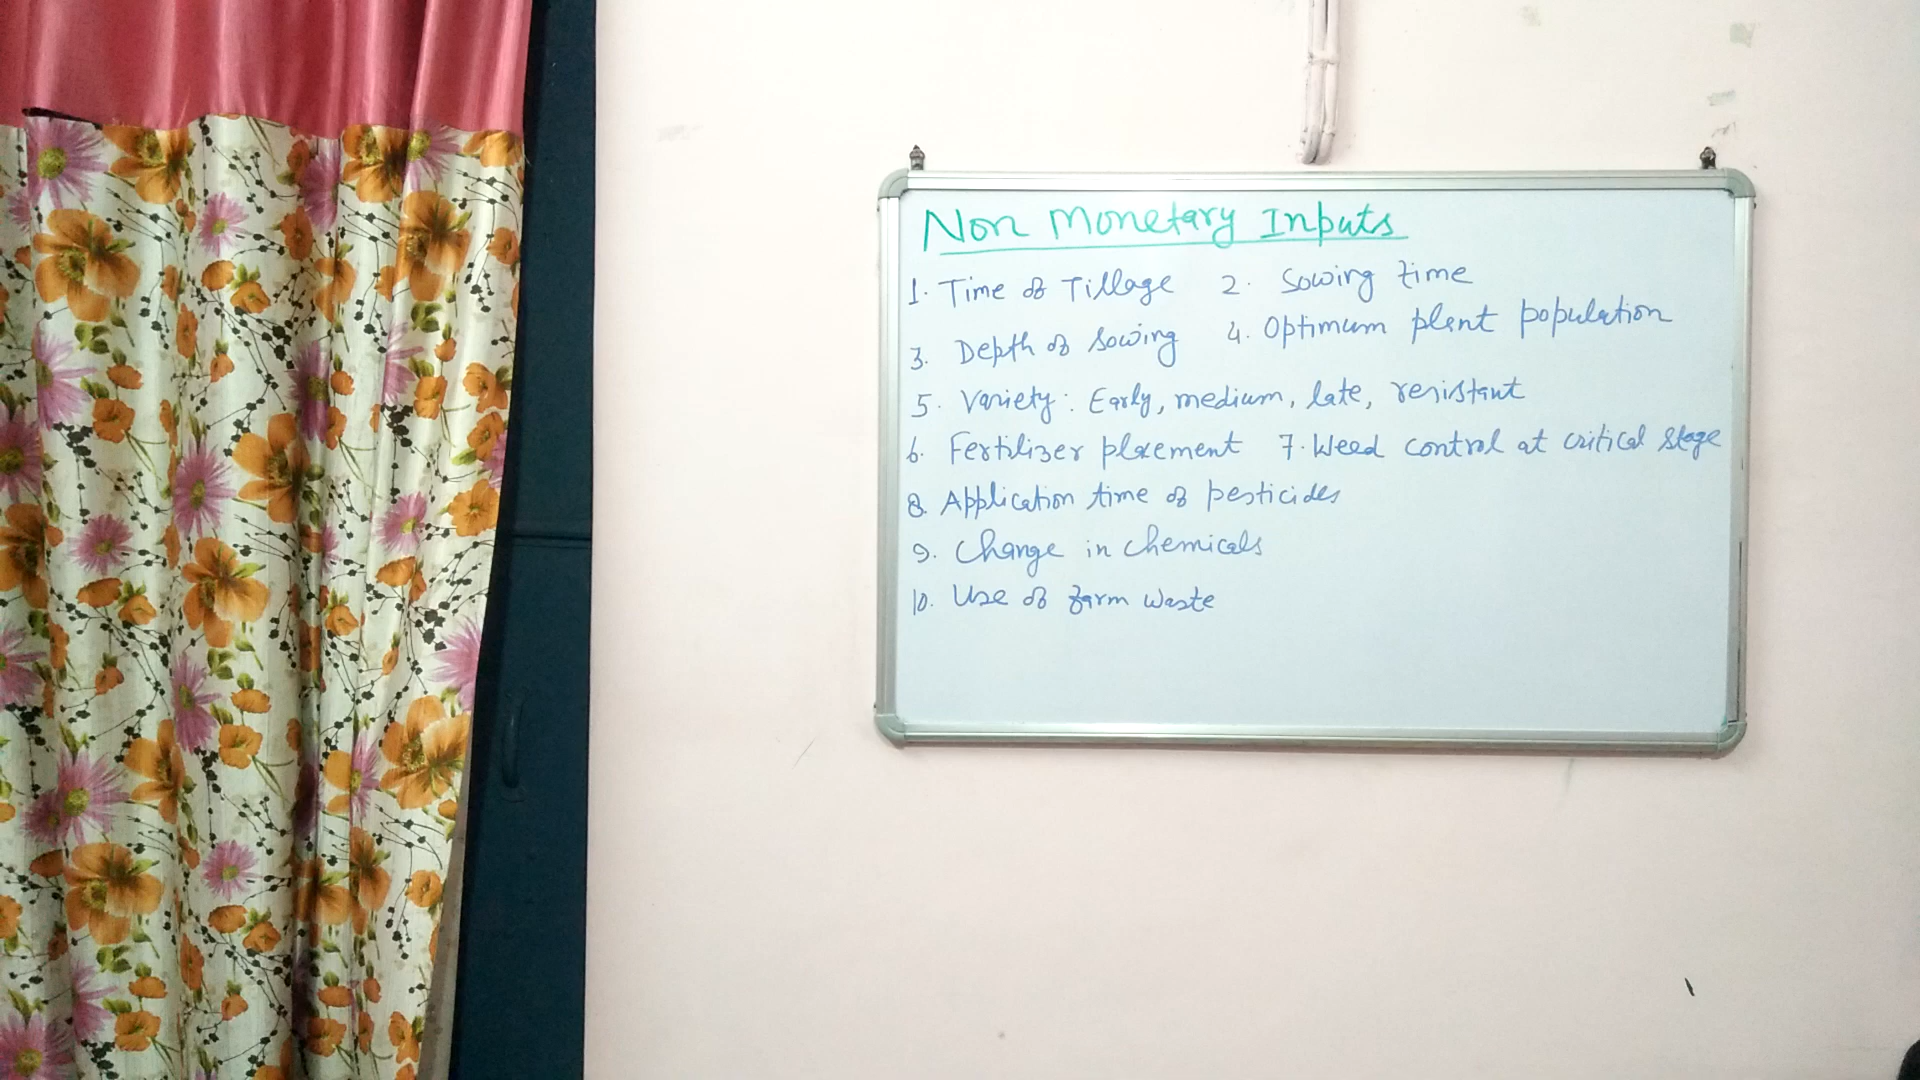 Non Monetary Inputs
1. Time of Tillage 2. Sowing time
3. Depth of Sowing 4. Optimum plant population
5. Variety: Early, medium, late, resistant
6. Fertilizer placement 7. Weed control at critical stage
8. Application time of pesticides
9. Change in chemicals
10. Use of farm waste